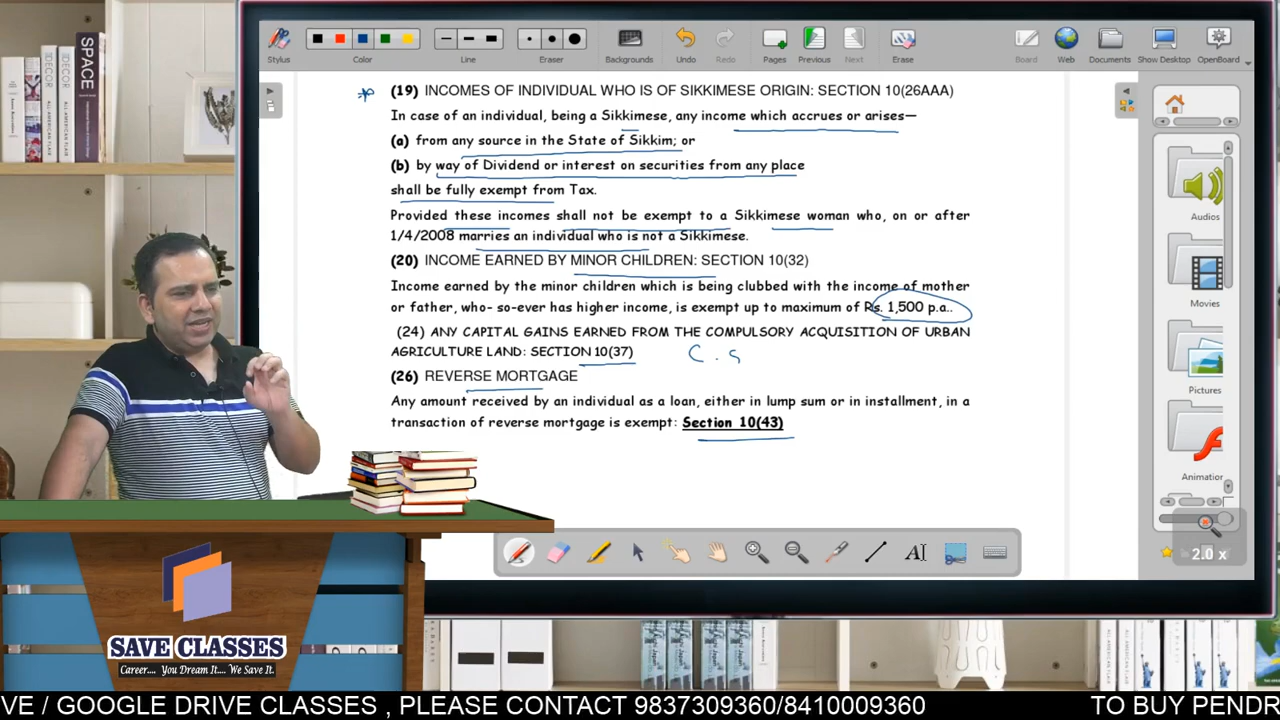 Stylus
Color
Line
Eraser
Backgrounds
Undo
Redo
Pages
Previous
Next
Erase
Board
Web
Documents
Show Desktop
OpenBoard
(19) INCOMES OF INDIVIDUAL WHO IS OF SIKKIMESE ORIGIN: SECTION 10(26AAA)
In case of an individual, being a Sikkimese, any income which accrues or arises—
(a) from any source in the State of Sikkim; or
(b) by way of Dividend or interest on securities from any place
shall be fully exempt from Tax.
Provided these incomes shall not be exempt to a Sikkimese woman who, on or after
1/4/2008 marries an individual who is not a Sikkimese.
(20) INCOME EARNED BY MINOR CHILDREN: SECTION 10(32)
Income earned by the minor children which is being clubbed with the income of mother
or father, who- so-ever has higher income, is exempt up to maximum of Rs. 1,500 p.a..
(24) ANY CAPITAL GAINS EARNED FROM THE COMPULSORY ACQUISITION OF URBAN
AGRICULTURE LAND: SECTION 10(37)
(26) REVERSE MORTGAGE
Any amount received by an individual as a loan, either in lump sum or in installment, in a
transaction of reverse mortgage is exempt: Section 10(43)
Audios
Movies
Pictures
Animation
2.0 x
SPACE
SAVE CLASSES
Career.... You Dream It.... We Save It.
VE / GOOGLE DRIVE CLASSES , PLEASE CONTACT 9837309360/8410009360
TO BUY PENDR